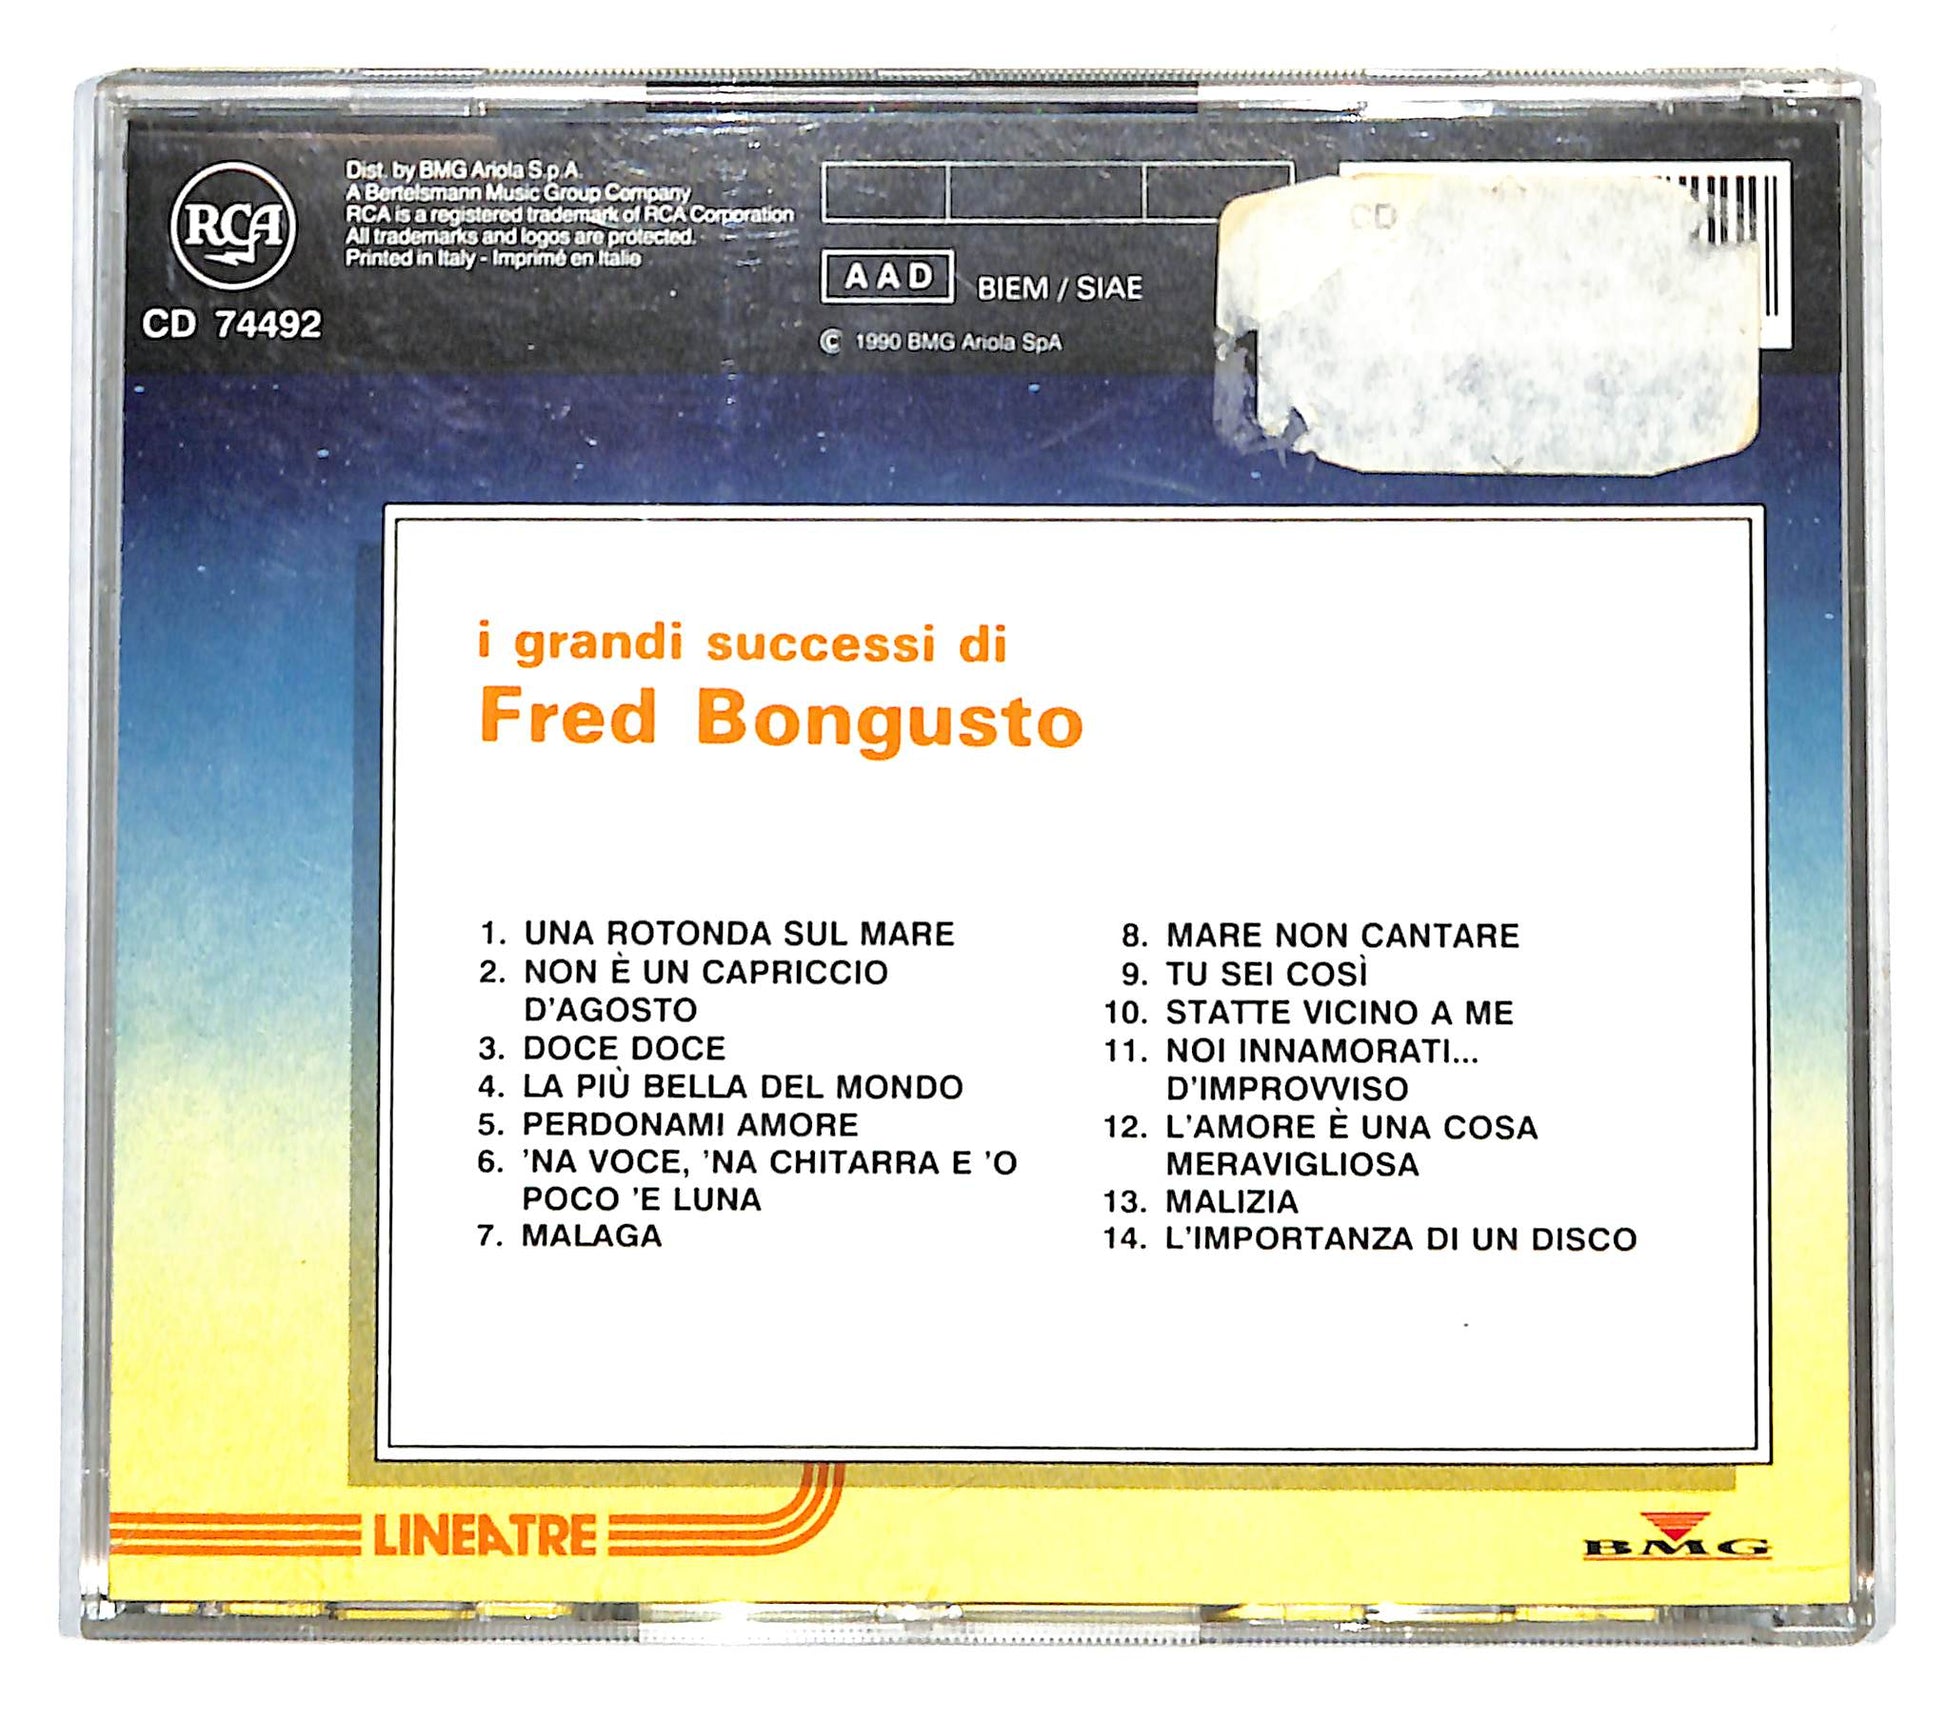 RCA
CD 74492
Dist. by BMG Ariola S.p.A.
A Bertelsmann Music Group Company
RCA is a registered trademark of RCA Corporation
All trademarks and logos are protected.
Printed in Italy - Imprimé en Italie
AAD BIEM / SIAE
© 1990 BMG Ariola SpA
CD
i grandi successi di
Fred Bongusto
1. UNA ROTONDA SUL MARE
2. NON È UN CAPRICCIO
D'AGOSTO
3. DOCE DOCE
4. LA PIÙ BELLA DEL MONDO
5. PERDONAMI AMORE
6. 'NA VOCE, 'NA CHITARRA E 'O
POCO 'E LUNA
7. MALAGA
8. MARE NON CANTARE
9. TU SEI COSÌ
10. STATTE VICINO A ME
11. NOI INNAMORATI...
D'IMPROVVISO
12. L'AMORE È UNA COSA
MERAVIGLIOSA
13. MALIZIA
14. L'IMPORTANZA DI UN DISCO
LINEATRE
BMG